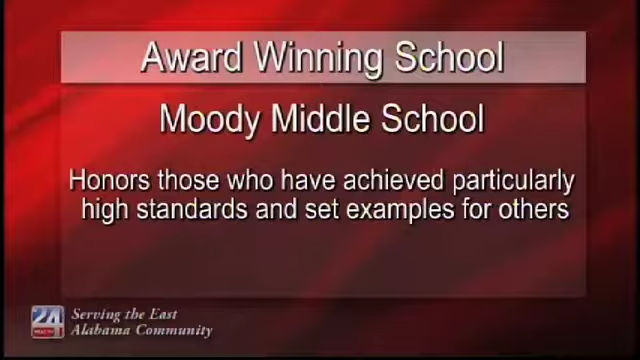 Award Winning School
Moody Middle School
Honors those who have achieved particularly
high standards and set examples for others
24
Serving the East
Alabama Community